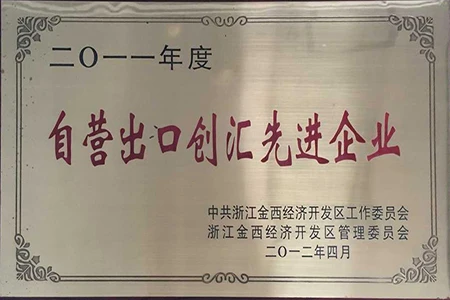 二〇一一年度
自营出口创汇先进企业
中共浙江金西经济开发区工作委员会
浙江金西经济开发区管理委员会
二〇一二年四月